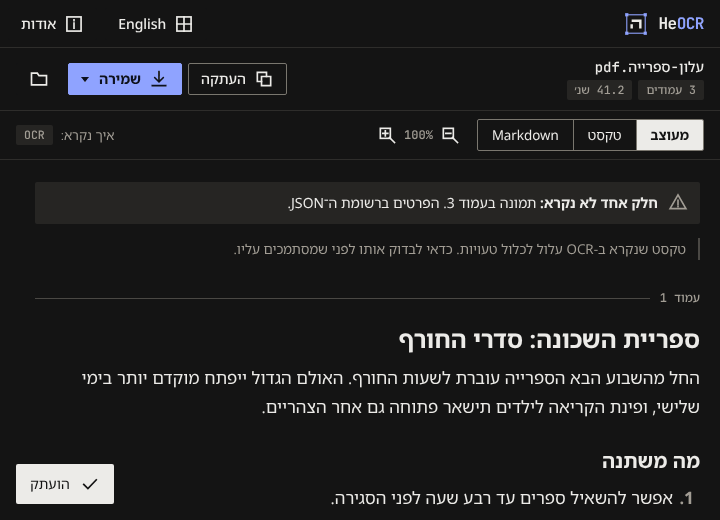 HeOCR
English
אודות
עלון-ספרייה.pdf
3 עמודים
41.2 שני
העתקה
שמירה
מעוצב
טקסט
Markdown
100%
איך נקרא:
OCR
חלק אחד לא נקרא: תמונה בעמוד 3. הפרטים ברשומת ה־JSON.
טקסט שנקרא ב-OCR עלול לכלול טעויות. כדאי לבדוק אותו לפני שמסתמכים עליו.
עמוד 1
ספריית השכונה: סדרי החורף
החל מהשבוע הבא הספרייה עוברת לשעות החורף. האולם הגדול ייפתח מוקדם יותר בימי
שלישי, ופינת הקריאה לילדים תישאר פתוחה גם אחר הצהריים.
מה משתנה
1. אפשר להשאיל ספרים עד רבע שעה לפני הסגירה.
הועתק